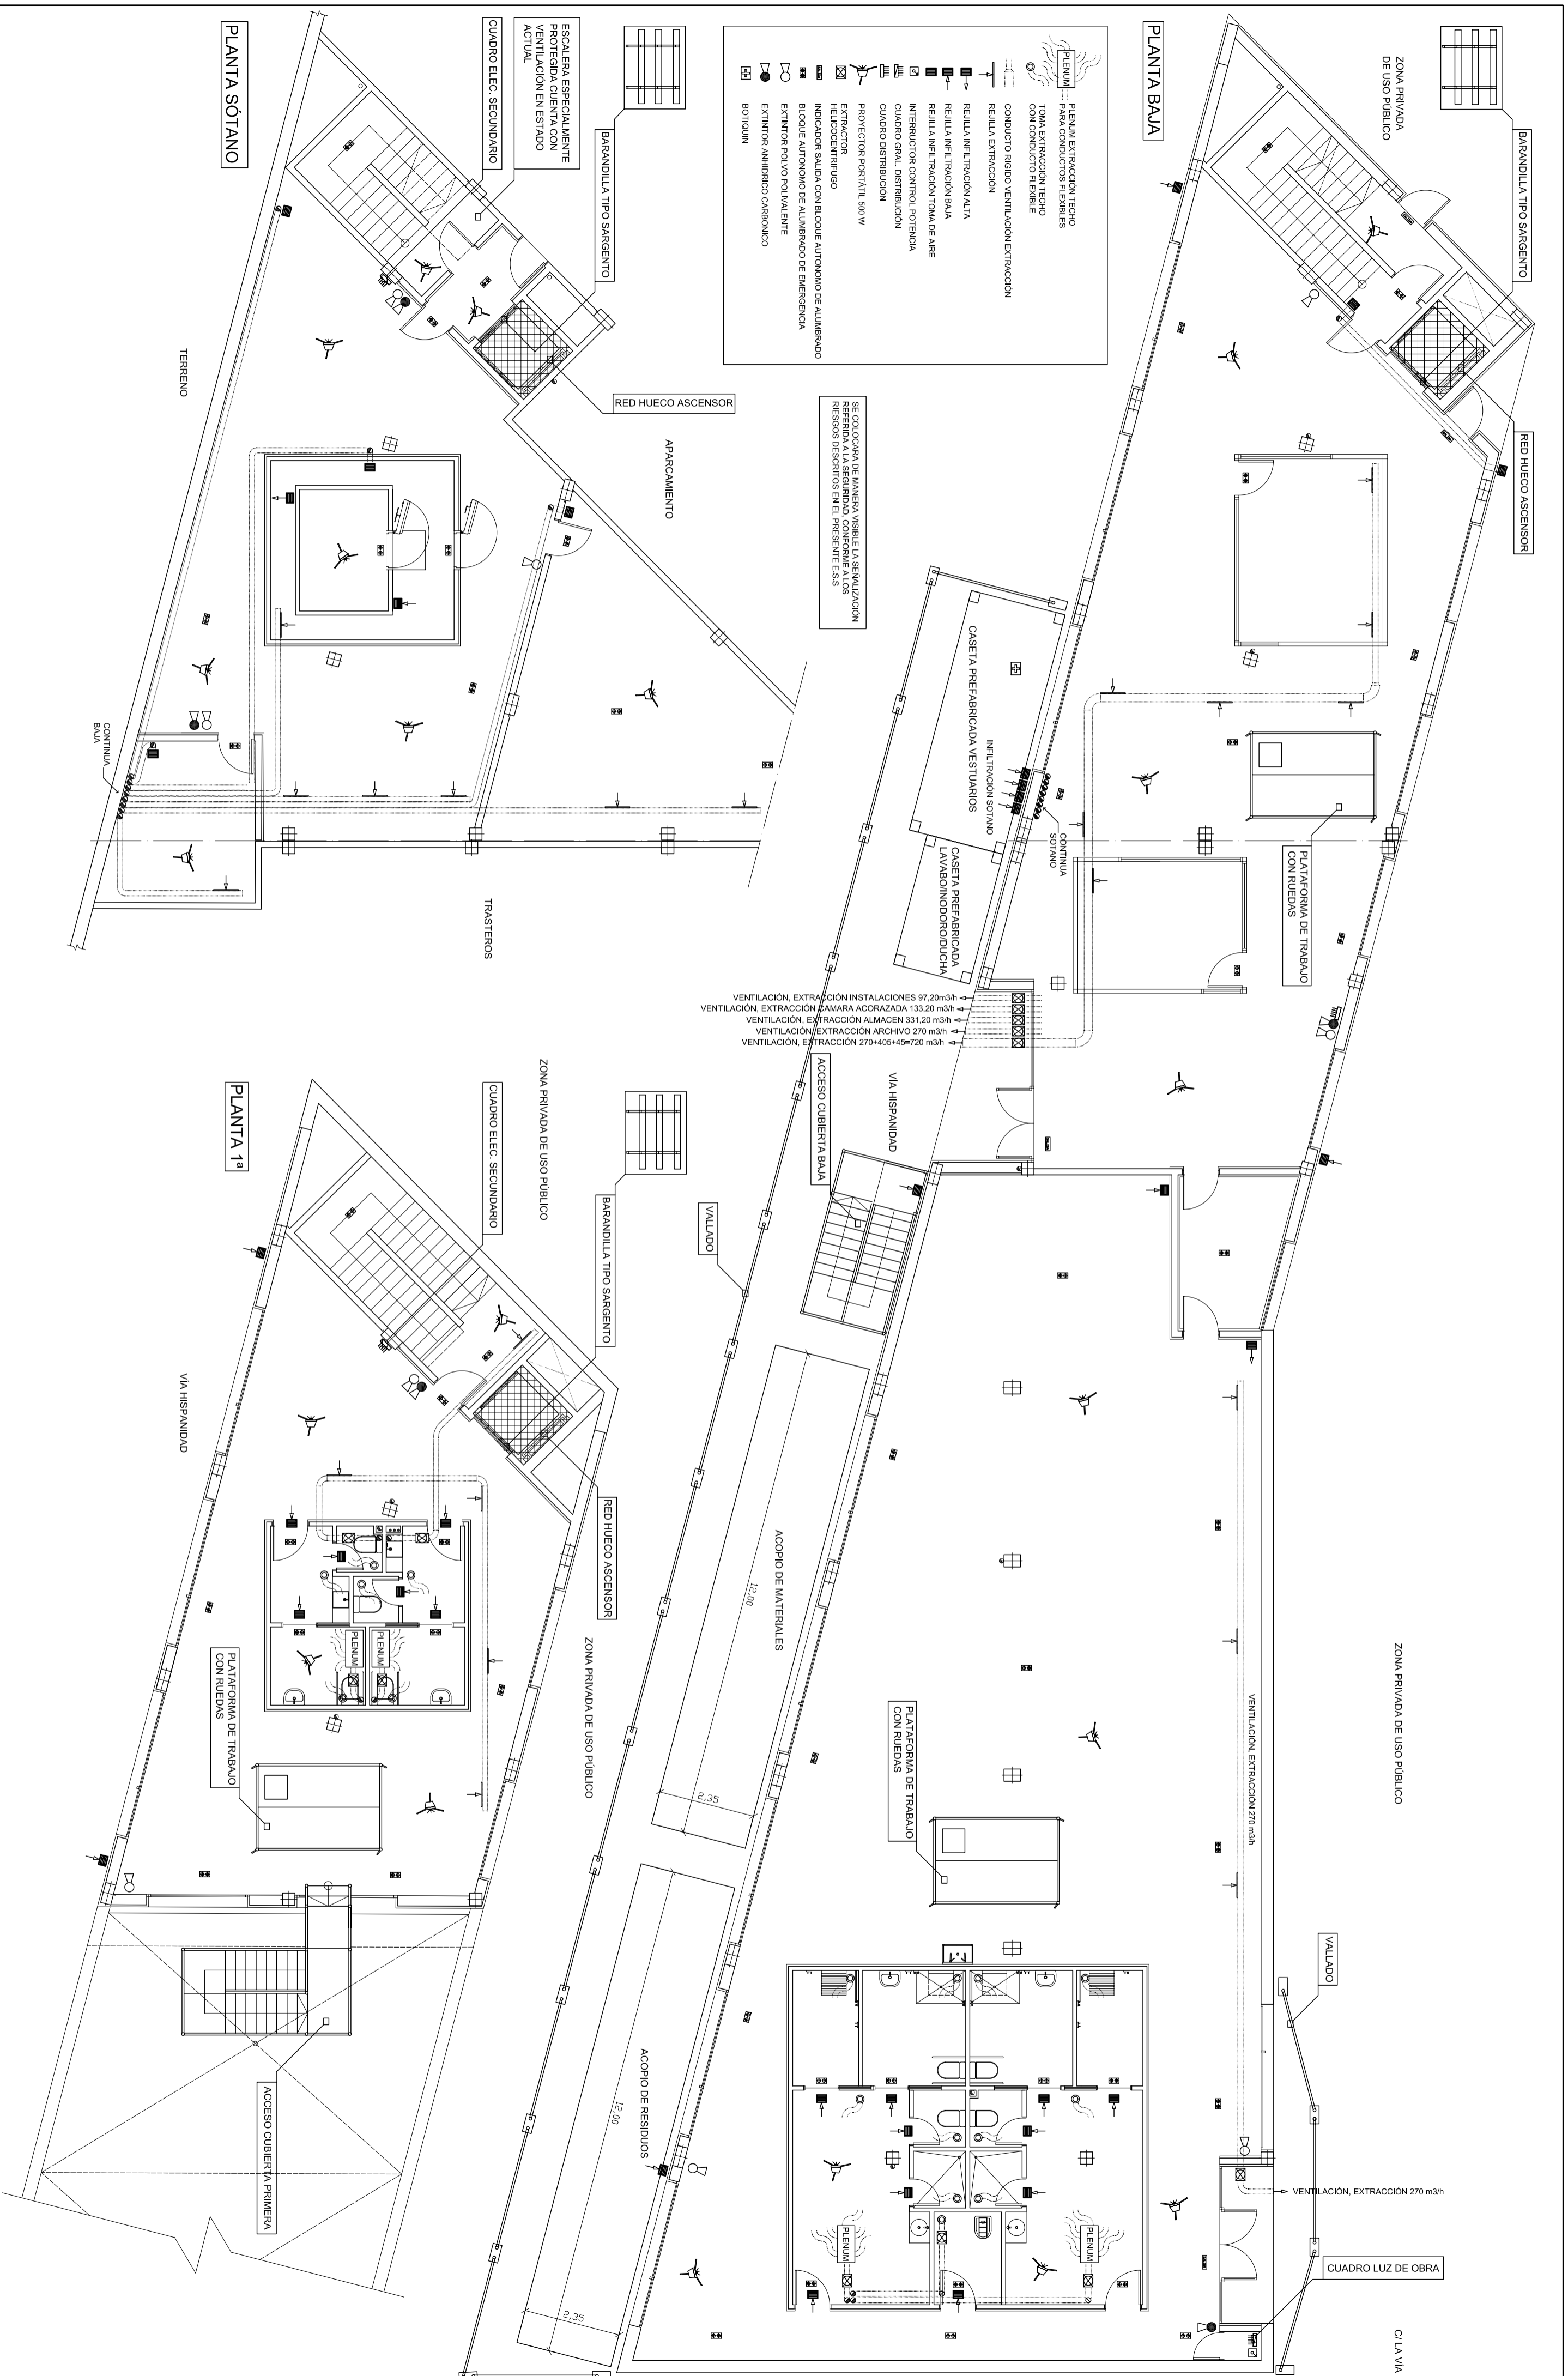 PLANTA BAJA
ZONA PRIVADA
DE USO PÚBLICO
BARANDILLA TIPO SARGENTO
RED HUECO ASCENSOR
PLENUM
PLENUM EXTRACCIÓN TECHO
PARA CONDUCTOS FLEXIBLES
TOMA EXTRACCIÓN TECHO
CON CONDUCTO FLEXIBLE
CONDUCTO RIGIDO VENTILACIÓN EXTRACCIÓN
REJILLA EXTRACCIÓN
REJILLA INFILTRACIÓN ALTA
REJILLA INFILTRACIÓN BAJA
REJILLA INFILTRACIÓN TOMA DE AIRE
INTERRUCTOR CONTROL POTENCIA
CUADRO GRAL. DISTRIBUCIÓN
CUADRO DISTRIBUCIÓN
PROYECTOR PORTÁTIL 500 W
EXTRACTOR
HELICOCENTRIFUGO
INDICADOR SALIDA CON BLOQUE AUTONOMO DE ALUMBRADO
BLOQUE AUTONOMO DE ALUMBRADO DE EMERGENCIA
EXTINTOR POLVO POLIVALENTE
EXTINTOR ANHIDRICO CARBONICO
BOTIQUIN
SE COLOCARA DE MANERA VISIBLE LA SEÑALIZACIÓN
REFERIDA A LA SEGURIDAD, CONFORME A LOS
RIESGOS DESCRITOS EN EL PRESENTE E.S.S
PLANTA SÓTANO
ESCALERA ESPECIALMENTE
PROTEGIDA CUENTA CON
VENTILACIÓN EN ESTADO
ACTUAL
CUADRO ELEC. SECUNDARIO
BARANDILLA TIPO SARGENTO
RED HUECO ASCENSOR
TERRENO
APARCAMIENTO
CONTINUA
BAJA
TRASTEROS
CASETA PREFABRICADA VESTUARIOS
INFILTRACIÓN SOTANO
CONTINUA
SOTANO
CASETA PREFABRICADA
LAVABO/INODORO/DUCHA
PLATAFORMA DE TRABAJO
CON RUEDAS
VENTILACIÓN, EXTRACCIÓN INSTALACIONES 97,20m3/h
VENTILACIÓN, EXTRACCIÓN CAMARA ACORAZADA 133,20 m3/h
VENTILACIÓN, EXTRACCIÓN ALMACEN 331,20 m3/h
VENTILACIÓN, EXTRACCIÓN ARCHIVO 270 m3/h
VENTILACIÓN, EXTRACCIÓN 270+405+45=720 m3/h
VÍA HISPANIDAD
ACCESO CUBIERTA BAJA
VALLADO
ACOPIO DE MATERIALES
12,00
2,35
ACOPIO DE RESIDUOS
12,00
2,35
PLATAFORMA DE TRABAJO
CON RUEDAS
ZONA PRIVADA DE USO PÚBLICO
VENTILACIÓN, EXTRACCIÓN 270 m3/h
VALLADO
VENTILACIÓN, EXTRACCIÓN 270 m3/h
CUADRO LUZ DE OBRA
C/ LA VÍA
PLENUM
PLENUM
PLANTA 1ª
ZONA PRIVADA DE USO PÚBLICO
CUADRO ELEC. SECUNDARIO
BARANDILLA TIPO SARGENTO
RED HUECO ASCENSOR
ZONA PRIVADA DE USO PÚBLICO
VÍA HISPANIDAD
PLENUM
PLENUM
PLATAFORMA DE TRABAJO
CON RUEDAS
ACCESO CUBIERTA PRIMERA